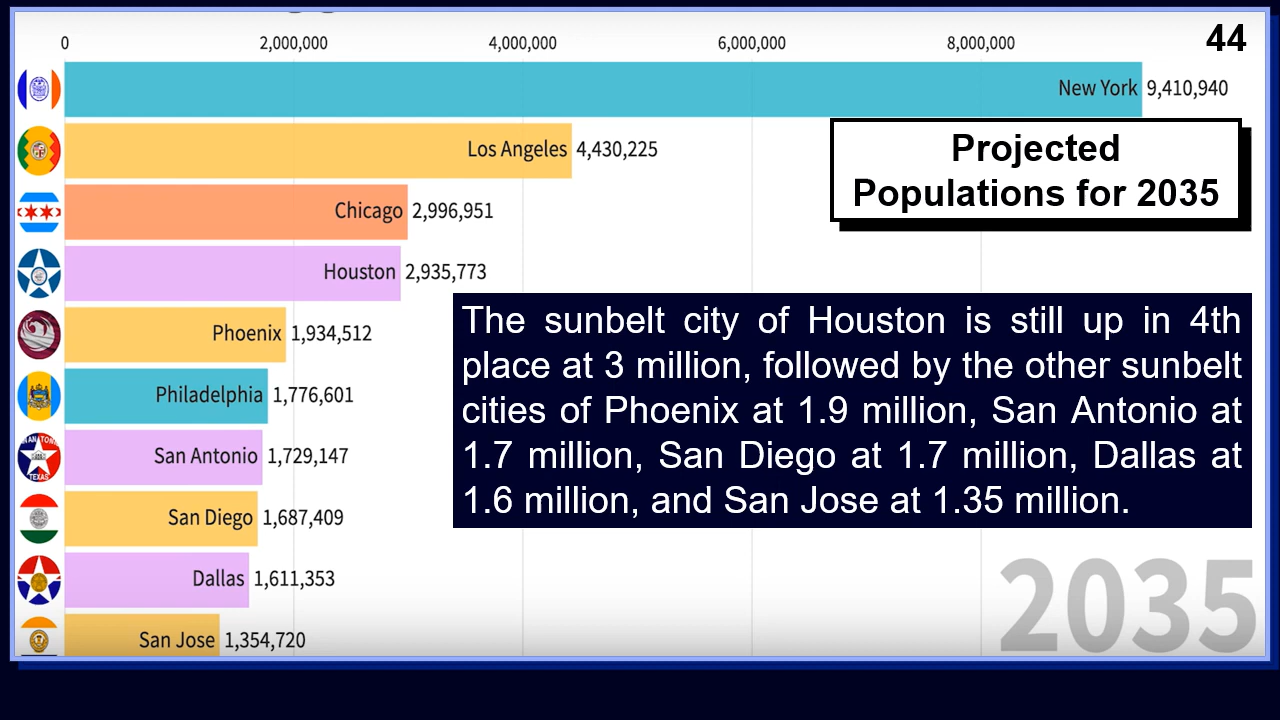 0 2,000,000 4,000,000 6,000,000 8,000,000
44
New York 9,410,940
Los Angeles 4,430,225
Projected
Populations for 2035
Chicago 2,996,951
Houston 2,935,773
Phoenix 1,934,512
Philadelphia 1,776,601
San Antonio 1,729,147
San Diego 1,687,409
Dallas 1,611,353
San Jose 1,354,720
The sunbelt city of Houston is still up in 4th
place at 3 million, followed by the other sunbelt
cities of Phoenix at 1.9 million, San Antonio at
1.7 million, San Diego at 1.7 million, Dallas at
1.6 million, and San Jose at 1.35 million.
2035
TEXAS